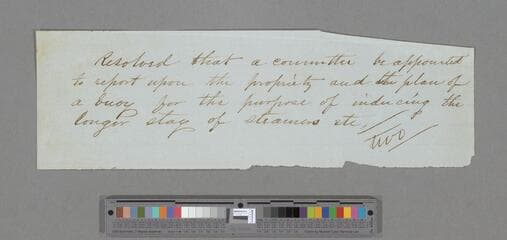 Resolved that a committee be appointed
to report upon the propriety and the plan of
a buoy for the purpose of inducing the
longer stay of steamers etc.
two